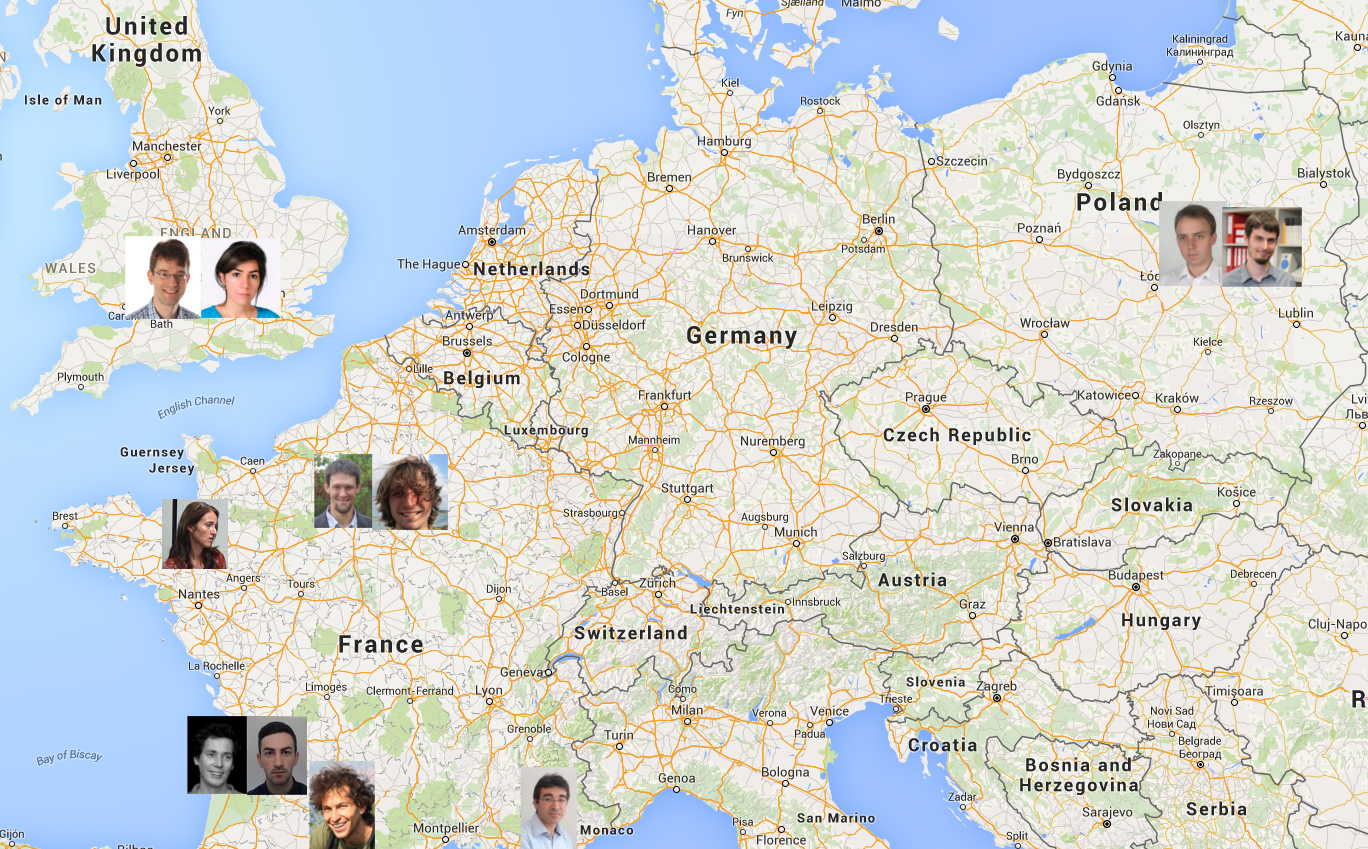 Fyn
Sjælland
Malmö
United
Kingdom
Kaliningrad
Калининград
Kauna
Gdynia
Kiel
Isle of Man
York
Rostock
Gdańsk
Olsztyn
Manchester
Hamburg
Szczecin
Liverpool
Bremen
Bydgoszcz
Bialystok
Poland
ENGLAND
Amsterdam
Hanover
Berlin
Poznań
Potsdam
Brunswick
WALES
The Hague
Netherlands
Łó
Dortmund
Essen
Leipzig
Lublin
Car
n
Bath
Antwerp
Düsseldorf
Dresden
Wrocław
Germany
Brussels
Kielce
Cologne
Lille
Plymouth
Belgium
English Channel
Frankfurt
Prague
Katowice
Kraków
Rzeszow
Lvi
Льв
Luxembourg
Mannheim
Nuremberg
Czech Republic
Guernsey
Jersey
Caen
Brno
Zakopane
Stuttgart
Košice
Slovakia
Brest
Strasbourg
Augsburg
Munich
Vienna
Bratislava
Salzburg
Angers
Tours
Zürich
Austria
Budapest
Debrecen
Nantes
Dijon
Basel
Liechtenstein
Innsbruck
Graz
Switzerland
Hungary
Cluj-Napo
France
La Rochelle
Geneva
Limoges
Clermont-Ferrand
Lyon
Como
Slovenia
Zagreb
Timișoara
Trieste
R
Milan
Verona
Venice
Novi Sad
Нови Сад
Grenoble
Turin
Padua
Belgrade
Београд
Croatia
Bay of Biscay
Bosnia and
Herzegovina
Genoa
Bologna
Zadar
Serbia
Sarajevo
San Marino
Monaco
Montpellier
Pisa
Florence
Gijón
Bilbao
Split